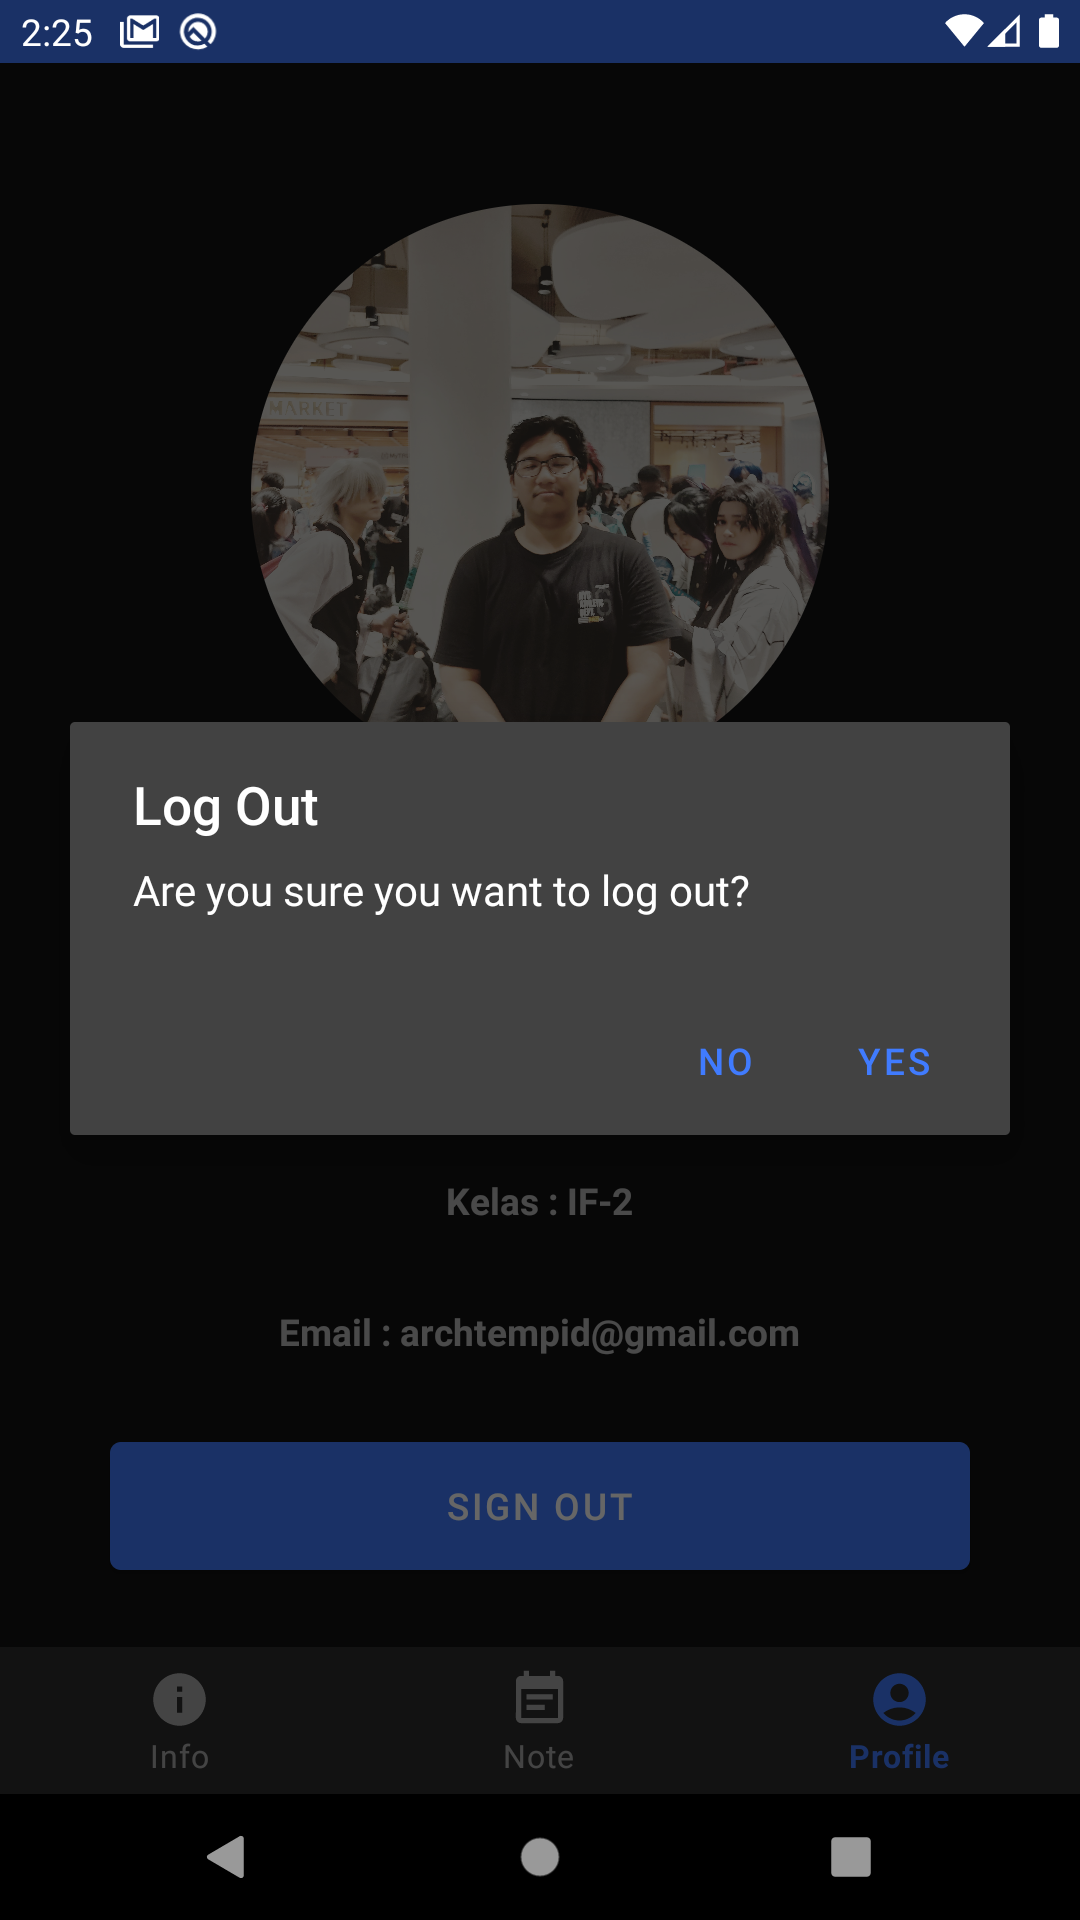 2:25
MARKET
Log Out
Are you sure you want to log out?
NO YES
Kelas : IF-2
Email : archtempid@gmail.com
SIGN OUT
Info Note Profile